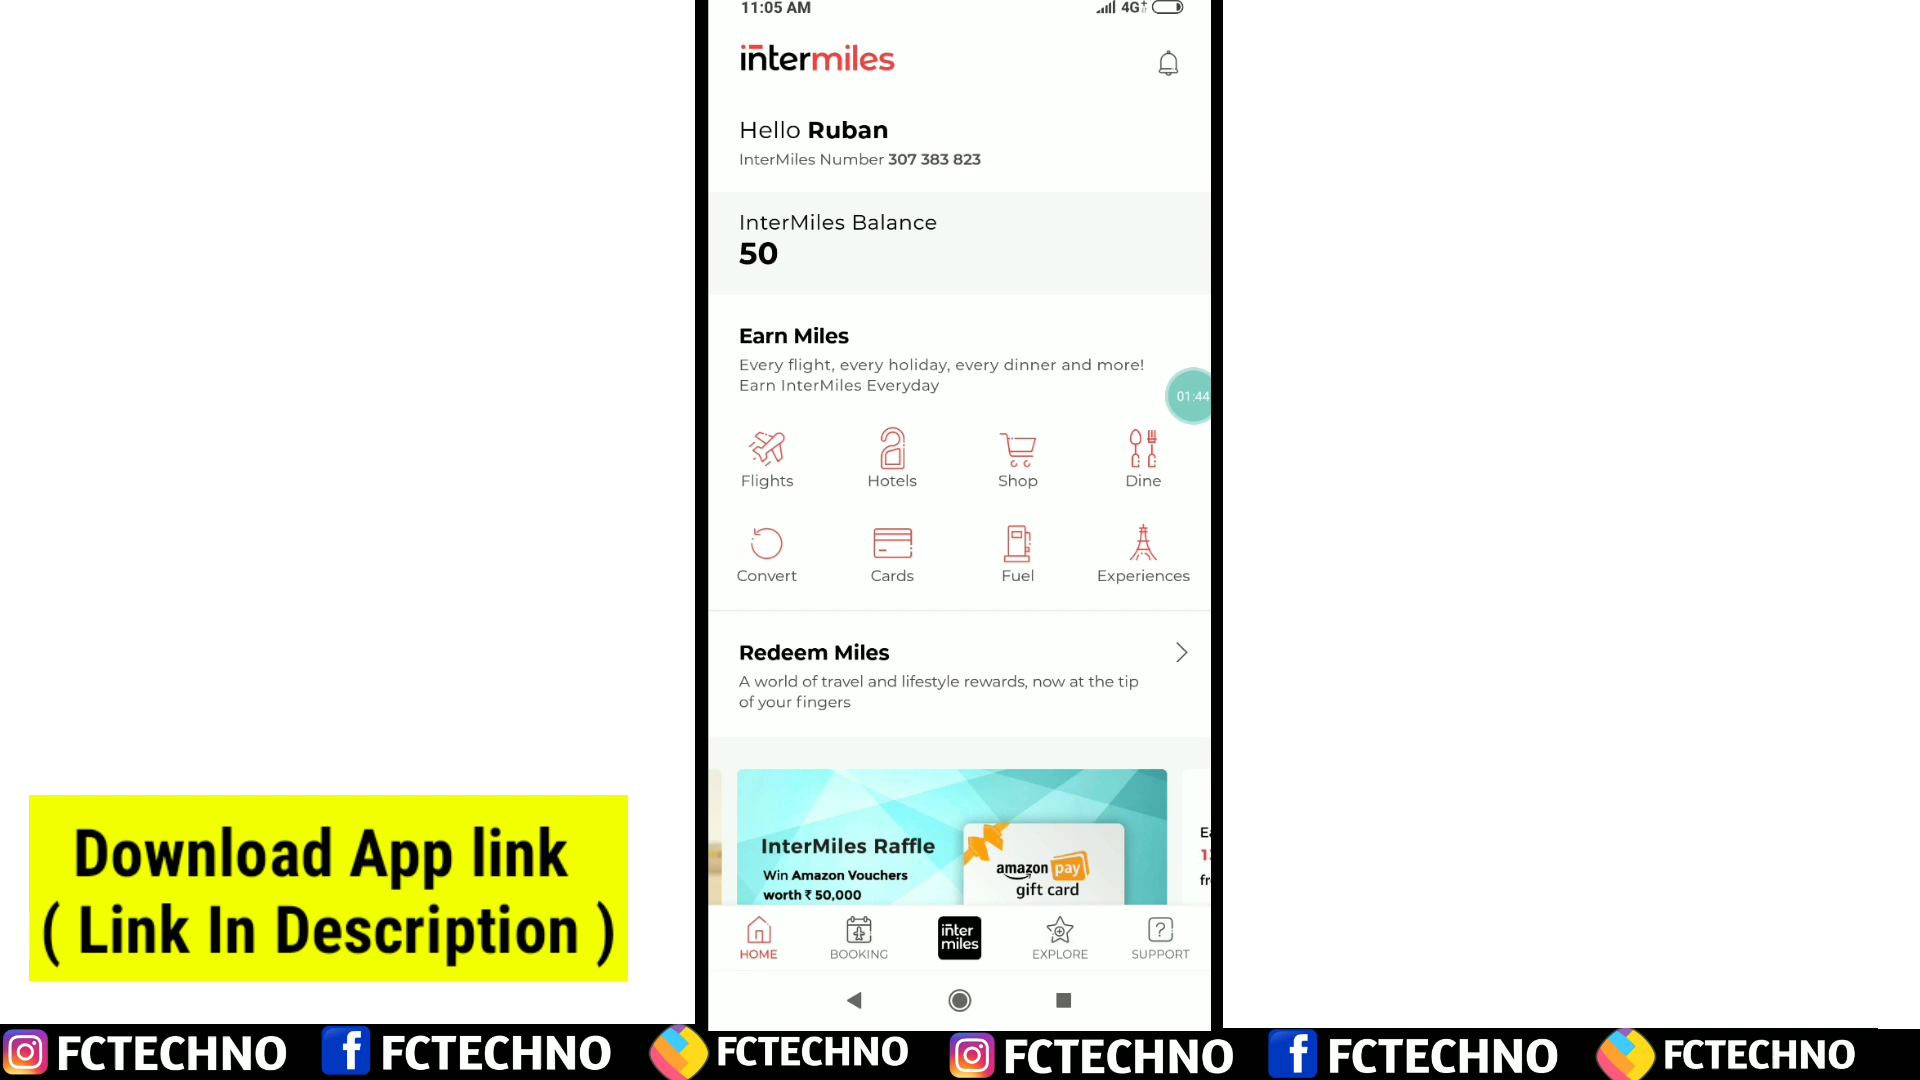 11:05 AM
4G
intermiles
Hello Ruban
InterMiles Number 307 383 823
InterMiles Balance
50
Earn Miles
Every flight, every holiday, every dinner and more!
Earn InterMiles Everyday
01:44
Flights Hotels Shop Dine
Convert Cards Fuel Experiences
Redeem Miles
A world of travel and lifestyle rewards, now at the tip
of your fingers
InterMiles Raffle
Win Amazon Vouchers
worth ₹ 50,000
amazon pay
gift card
HOME BOOKING inter miles EXPLORE SUPPORT
Download App link
( Link In Description )
FCTECHNO FCTECHNO FCTECHNO FCTECHNO FCTECHNO FCTECHNO